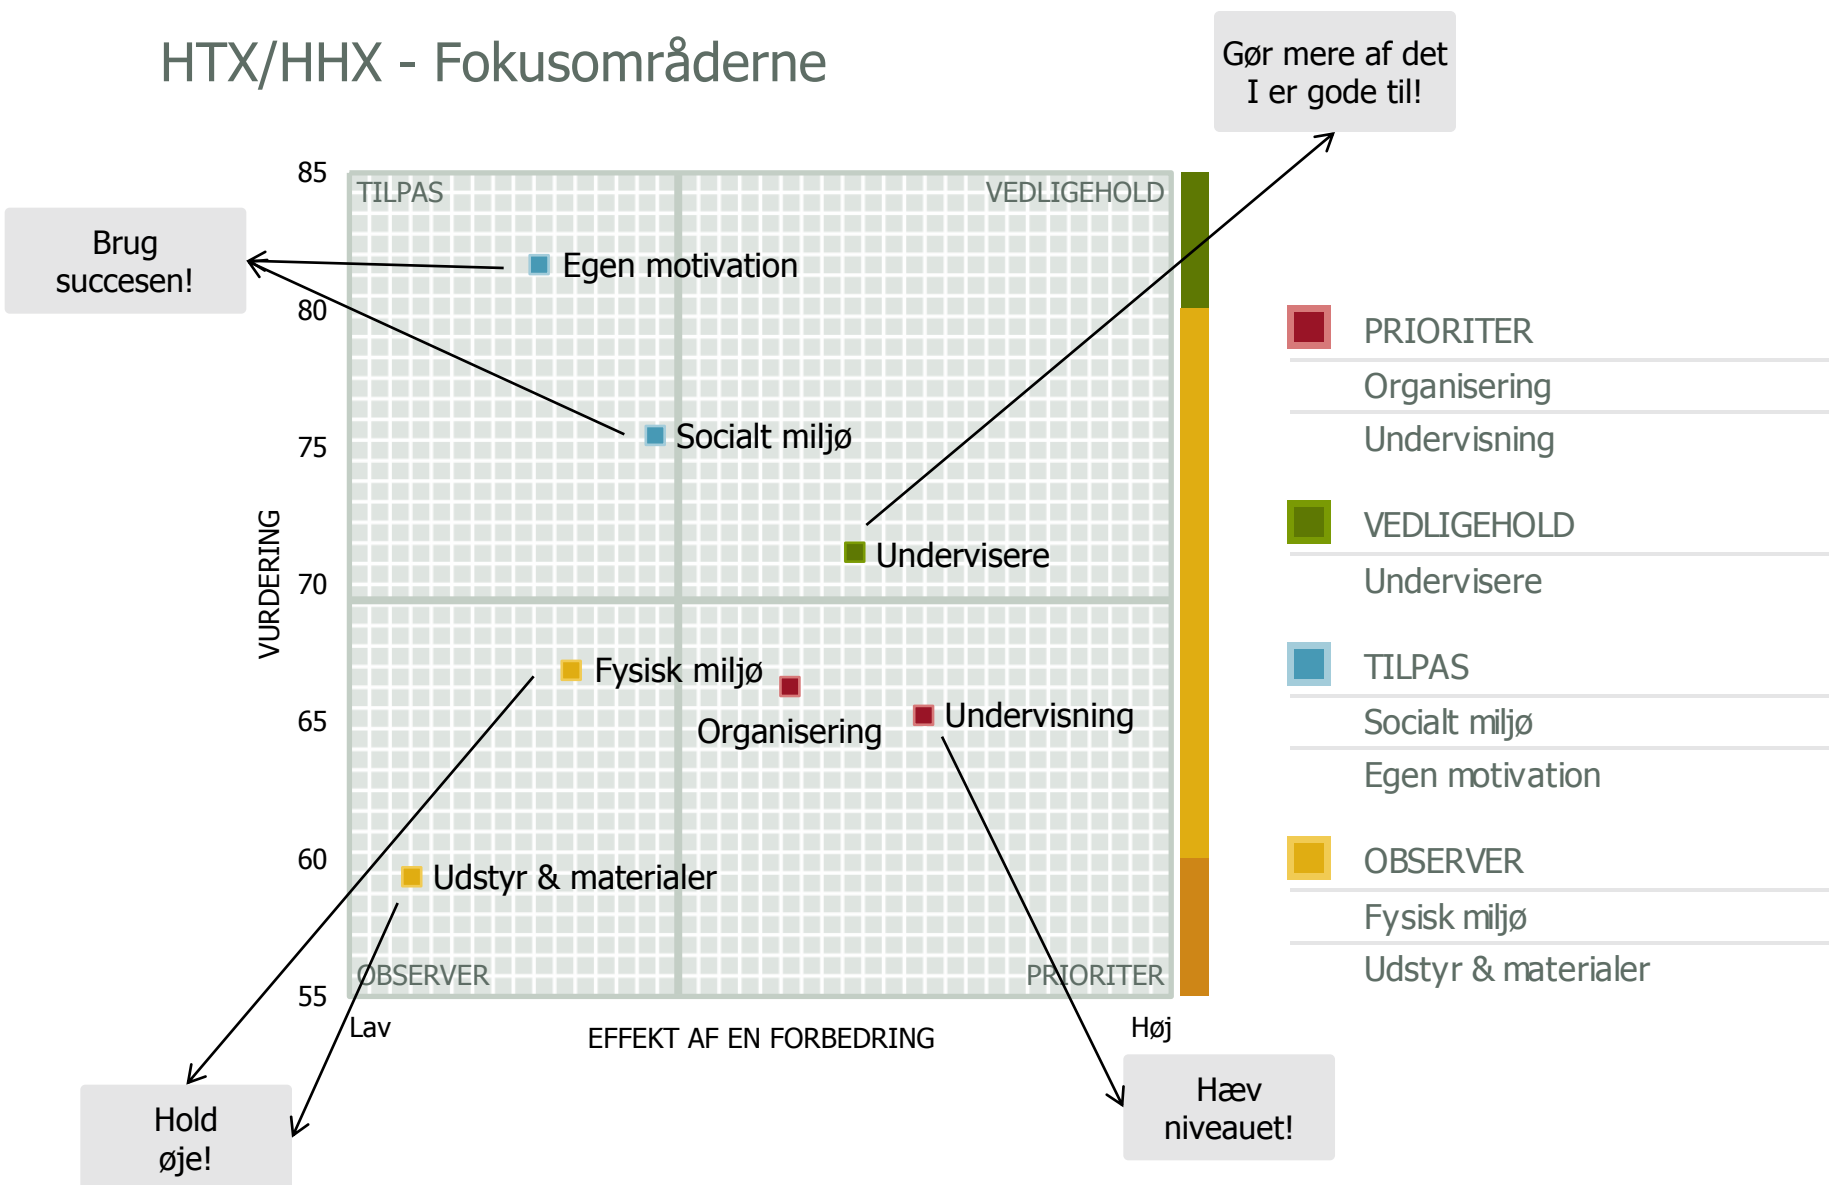 HTX/HHX - Fokusområderne
Gør mere af det
I er gode til!
Brug
succesen!
85
80
75
70
65
60
55
VURDERING
TILPAS
VEDLIGEHOLD
Egen motivation
Socialt miljø
Undervisere
Fysisk miljø
Organisering
Undervisning
Udstyr & materialer
OBSERVER
PRIORITER
Lav
EFFEKT AF EN FORBEDRING
Høj
Hold
øje!
Hæv
niveauet!
PRIORITER
Organisering
Undervisning
VEDLIGEHOLD
Undervisere
TILPAS
Socialt miljø
Egen motivation
OBSERVER
Fysisk miljø
Udstyr & materialer